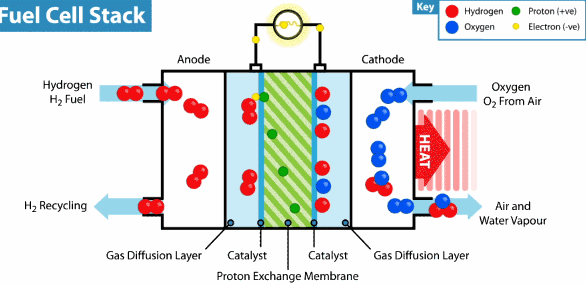 Fuel Cell Stack
Key
Hydrogen
Proton (+ve)
Oxygen
Electron (-ve)
Anode
Cathode
Hydrogen
H2 Fuel
Oxygen
O2 From Air
HEAT
H2 Recycling
Air and
Water Vapour
Gas Diffusion Layer
Catalyst
Catalyst
Gas Diffusion Layer
Proton Exchange Membrane